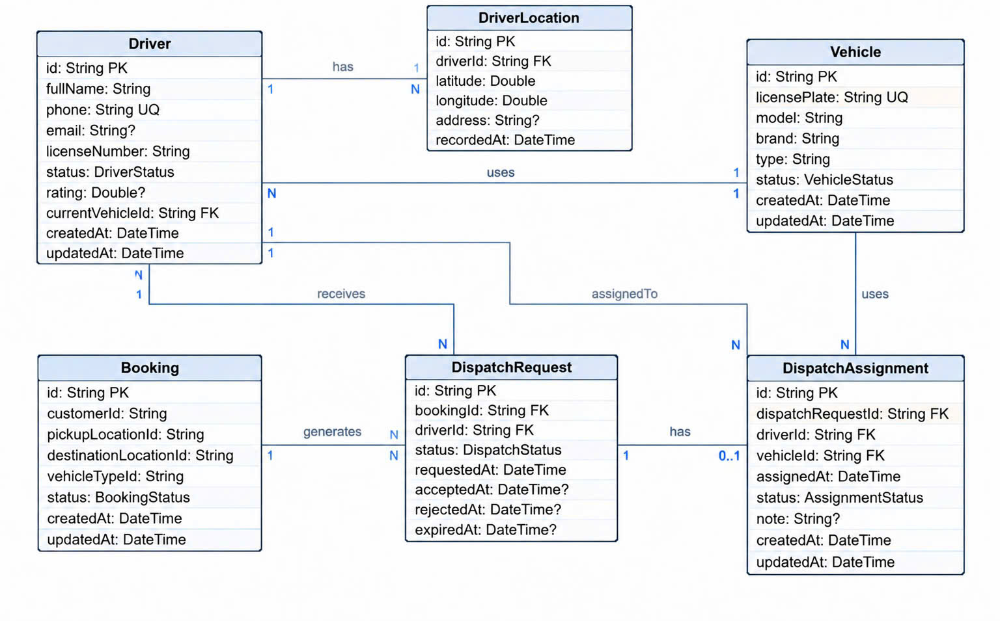 Driver
id: String PK
fullName: String
phone: String UQ
email: String?
licenseNumber: String
status: DriverStatus
rating: Double?
currentVehicleId: String FK
createdAt: DateTime
updatedAt: DateTime
has
1
1
N
DriverLocation
id: String PK
driverId: String FK
latitude: Double
longitude: Double
address: String?
recordedAt: DateTime
uses
1
N
1
Vehicle
id: String PK
licensePlate: String UQ
model: String
brand: String
type: String
status: VehicleStatus
createdAt: DateTime
updatedAt: DateTime
1
1
N
1
receives
N
assignedTo
N
uses
N
Booking
id: String PK
customerId: String
pickupLocationId: String
destinationLocationId: String
vehicleTypeId: String
status: BookingStatus
createdAt: DateTime
updatedAt: DateTime
generates
N
1
N
DispatchRequest
id: String PK
bookingId: String FK
driverId: String FK
status: DispatchStatus
requestedAt: DateTime
acceptedAt: DateTime?
rejectedAt: DateTime?
expiredAt: DateTime?
has
1
0..1
DispatchAssignment
id: String PK
dispatchRequestId: String FK
driverId: String FK
vehicleId: String FK
assignedAt: DateTime
status: AssignmentStatus
note: String?
createdAt: DateTime
updatedAt: DateTime